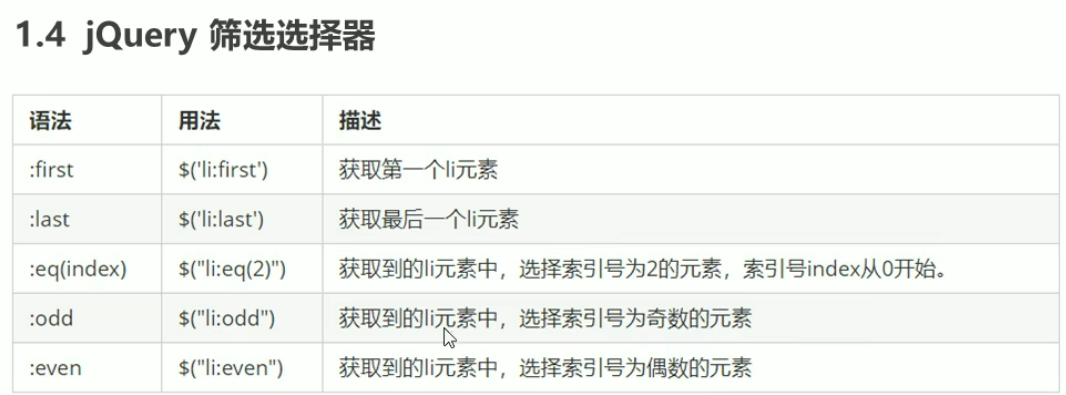 1.4 jQuery 筛选选择器
语法 用法 描述
:first $('li:first') 获取第一个li元素
:last $('li:last') 获取最后一个li元素
:eq(index) $("li:eq(2)") 获取到的li元素中，选择索引号为2的元素，索引号index从0开始。
:odd $("li:odd") 获取到的li元素中，选择索引号为奇数的元素
:even $("li:even") 获取到的li元素中，选择索引号为偶数的元素